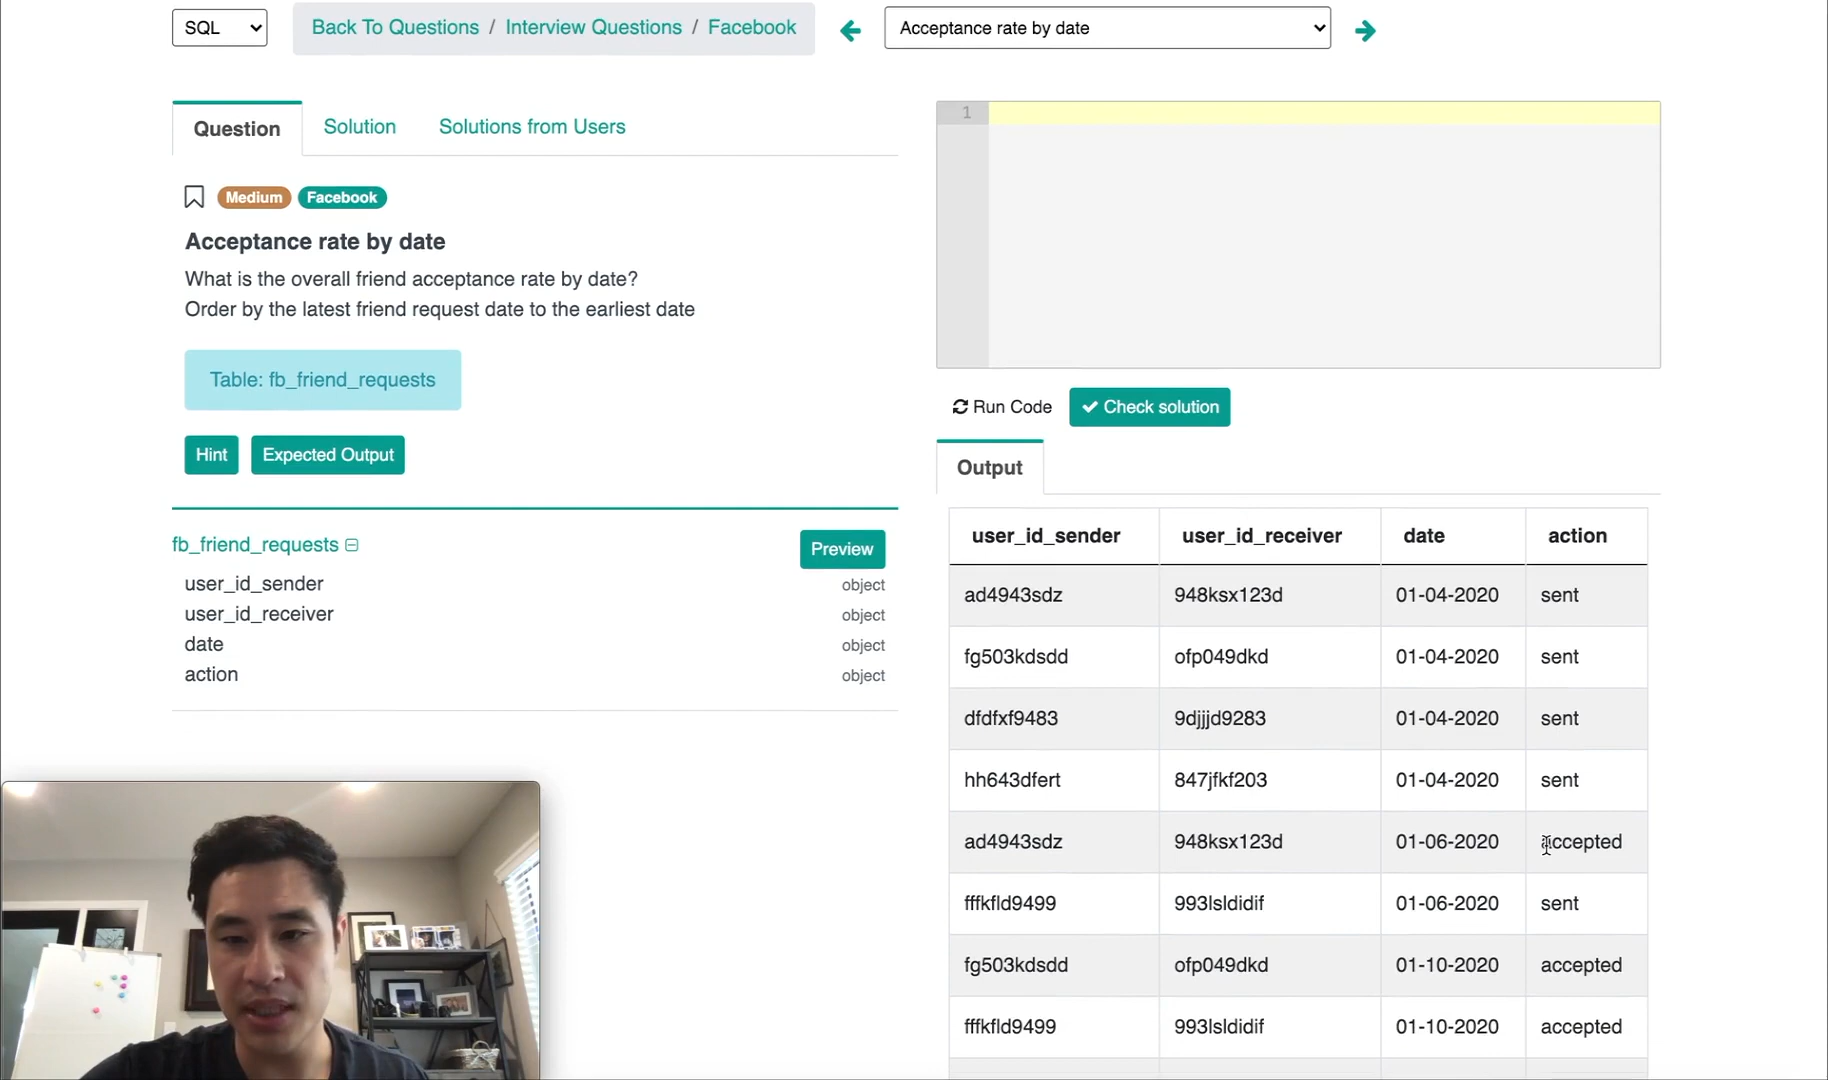 SQL
Back To Questions / Interview Questions / Facebook
Acceptance rate by date
Question
Solution
Solutions from Users
Medium
Facebook
Acceptance rate by date
What is the overall friend acceptance rate by date?
Order by the latest friend request date to the earliest date
Table: fb_friend_requests
Hint
Expected Output
fb_friend_requests
Preview
user_id_sender object
user_id_receiver object
date object
action object
1
Run Code
Check solution
Output
user_id_sender user_id_receiver date action
ad4943sdz 948ksx123d 01-04-2020 sent
fg503kdsdd ofp049dkd 01-04-2020 sent
dfdfxf9483 9djjjd9283 01-04-2020 sent
hh643dfert 847jfkf203 01-04-2020 sent
ad4943sdz 948ksx123d 01-06-2020 accepted
fffkfld9499 993lsldidif 01-06-2020 sent
fg503kdsdd ofp049dkd 01-10-2020 accepted
fffkfld9499 993lsldidif 01-10-2020 accepted